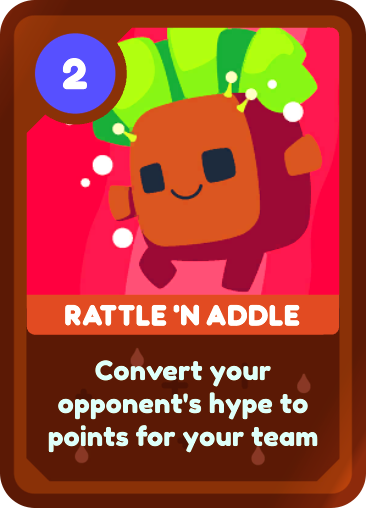 2
RATTLE 'N ADDLE
Convert your
opponent's hype to
points for your team